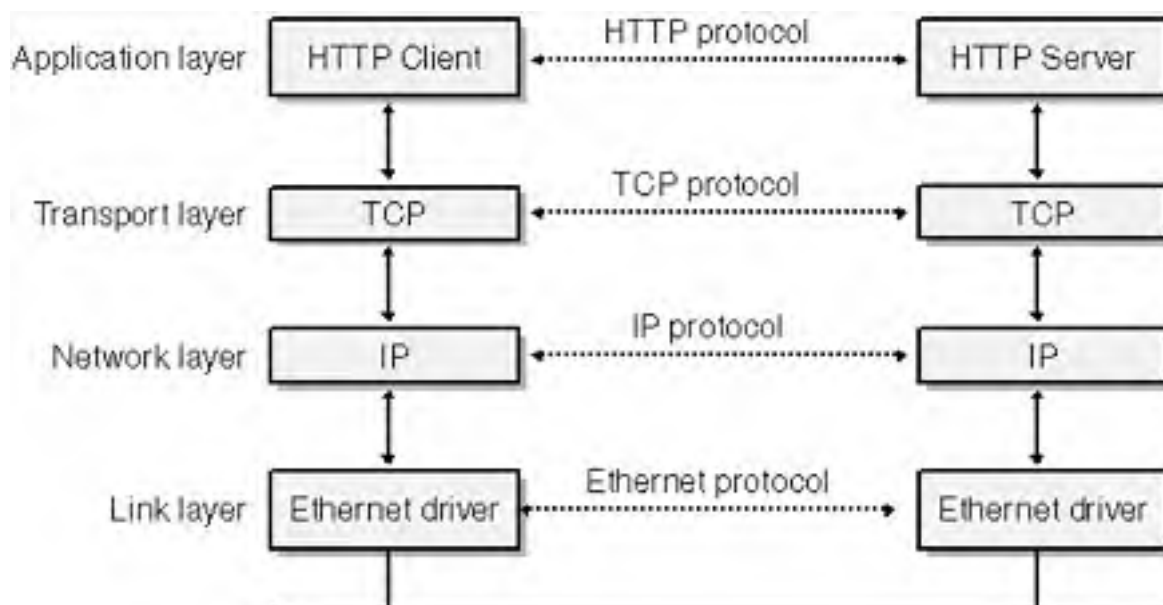 Application layer
HTTP Client
HTTP protocol
HTTP Server
Transport layer
TCP
TCP protocol
TCP
Network layer
IP
IP protocol
IP
Link layer
Ethernet driver
Ethernet protocol
Ethernet driver